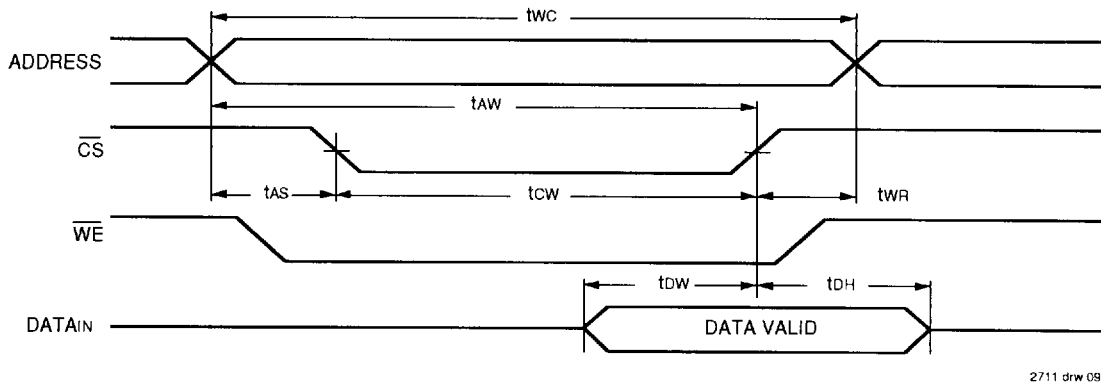 tWC
ADDRESS
tAW
CS
tAS
tCW
tWR
WE
tDW
tDH
DATAIN
DATA VALID
2711 drw 09